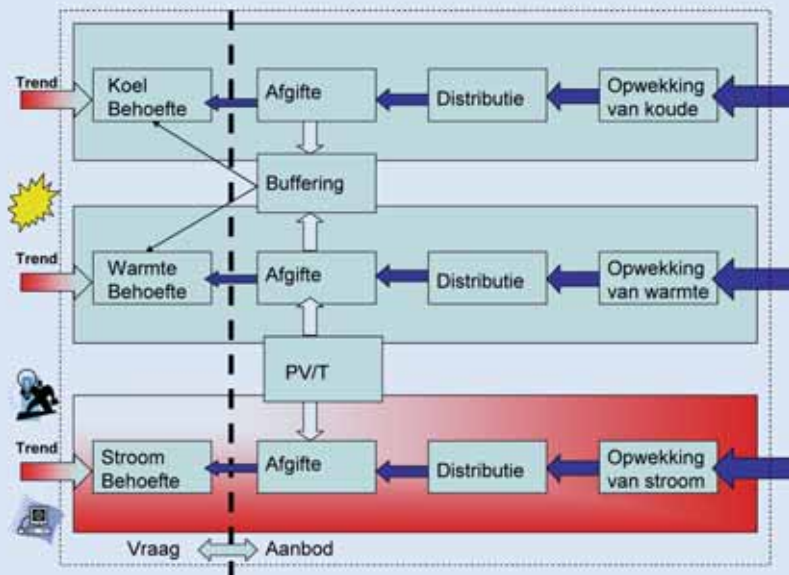 Trend
Koel
Behoefte
Afgifte
Distributie
Opwekking
van koude
Buffering
Trend
Warmte
Behoefte
Afgifte
Distributie
Opwekking
van warmte
PV/T
Trend
Stroom
Behoefte
Afgifte
Distributie
Opwekking
van stroom
Vraag
Aanbod